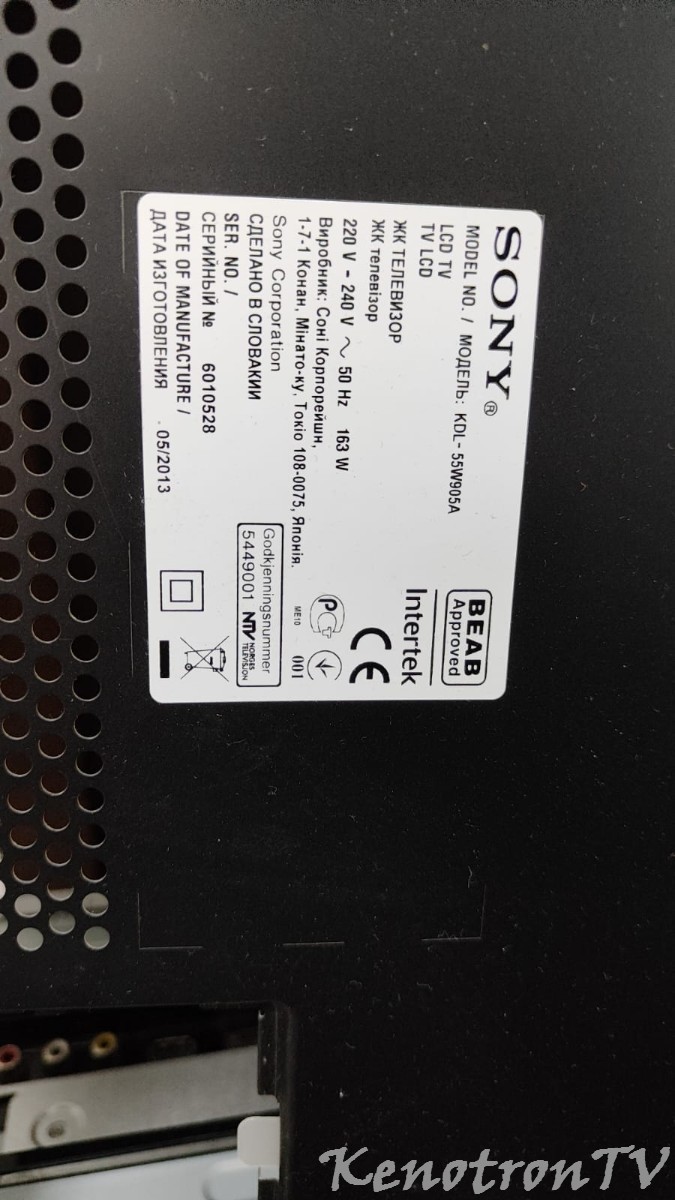 SONY®
MODEL NO. / МОДЕЛЬ: KDL-55W905A
LCD TV
TV LCD
ЖК ТЕЛЕВИЗОР
ЖК телевізор
220 V - 240 V ~ 50 Hz 163 W
Виробник: Соні Корпорейшн,
1-7-1 Конан, Мінато-ку, Токіо 108-0075, Японія.
Sony Corporation
СДЕЛАНО В СЛОВАКИИ
SER. NO. /
СЕРИЙНЫЙ № 6010528
DATE OF MANUFACTURE /
ДАТА ИЗГОТОВЛЕНИЯ . 05/2013
BEAB
Approved
Intertek
CE
ME10 001
Godkjenningsnummer
5449001 NTV NORGES
TELEVISJON
KenotronTV